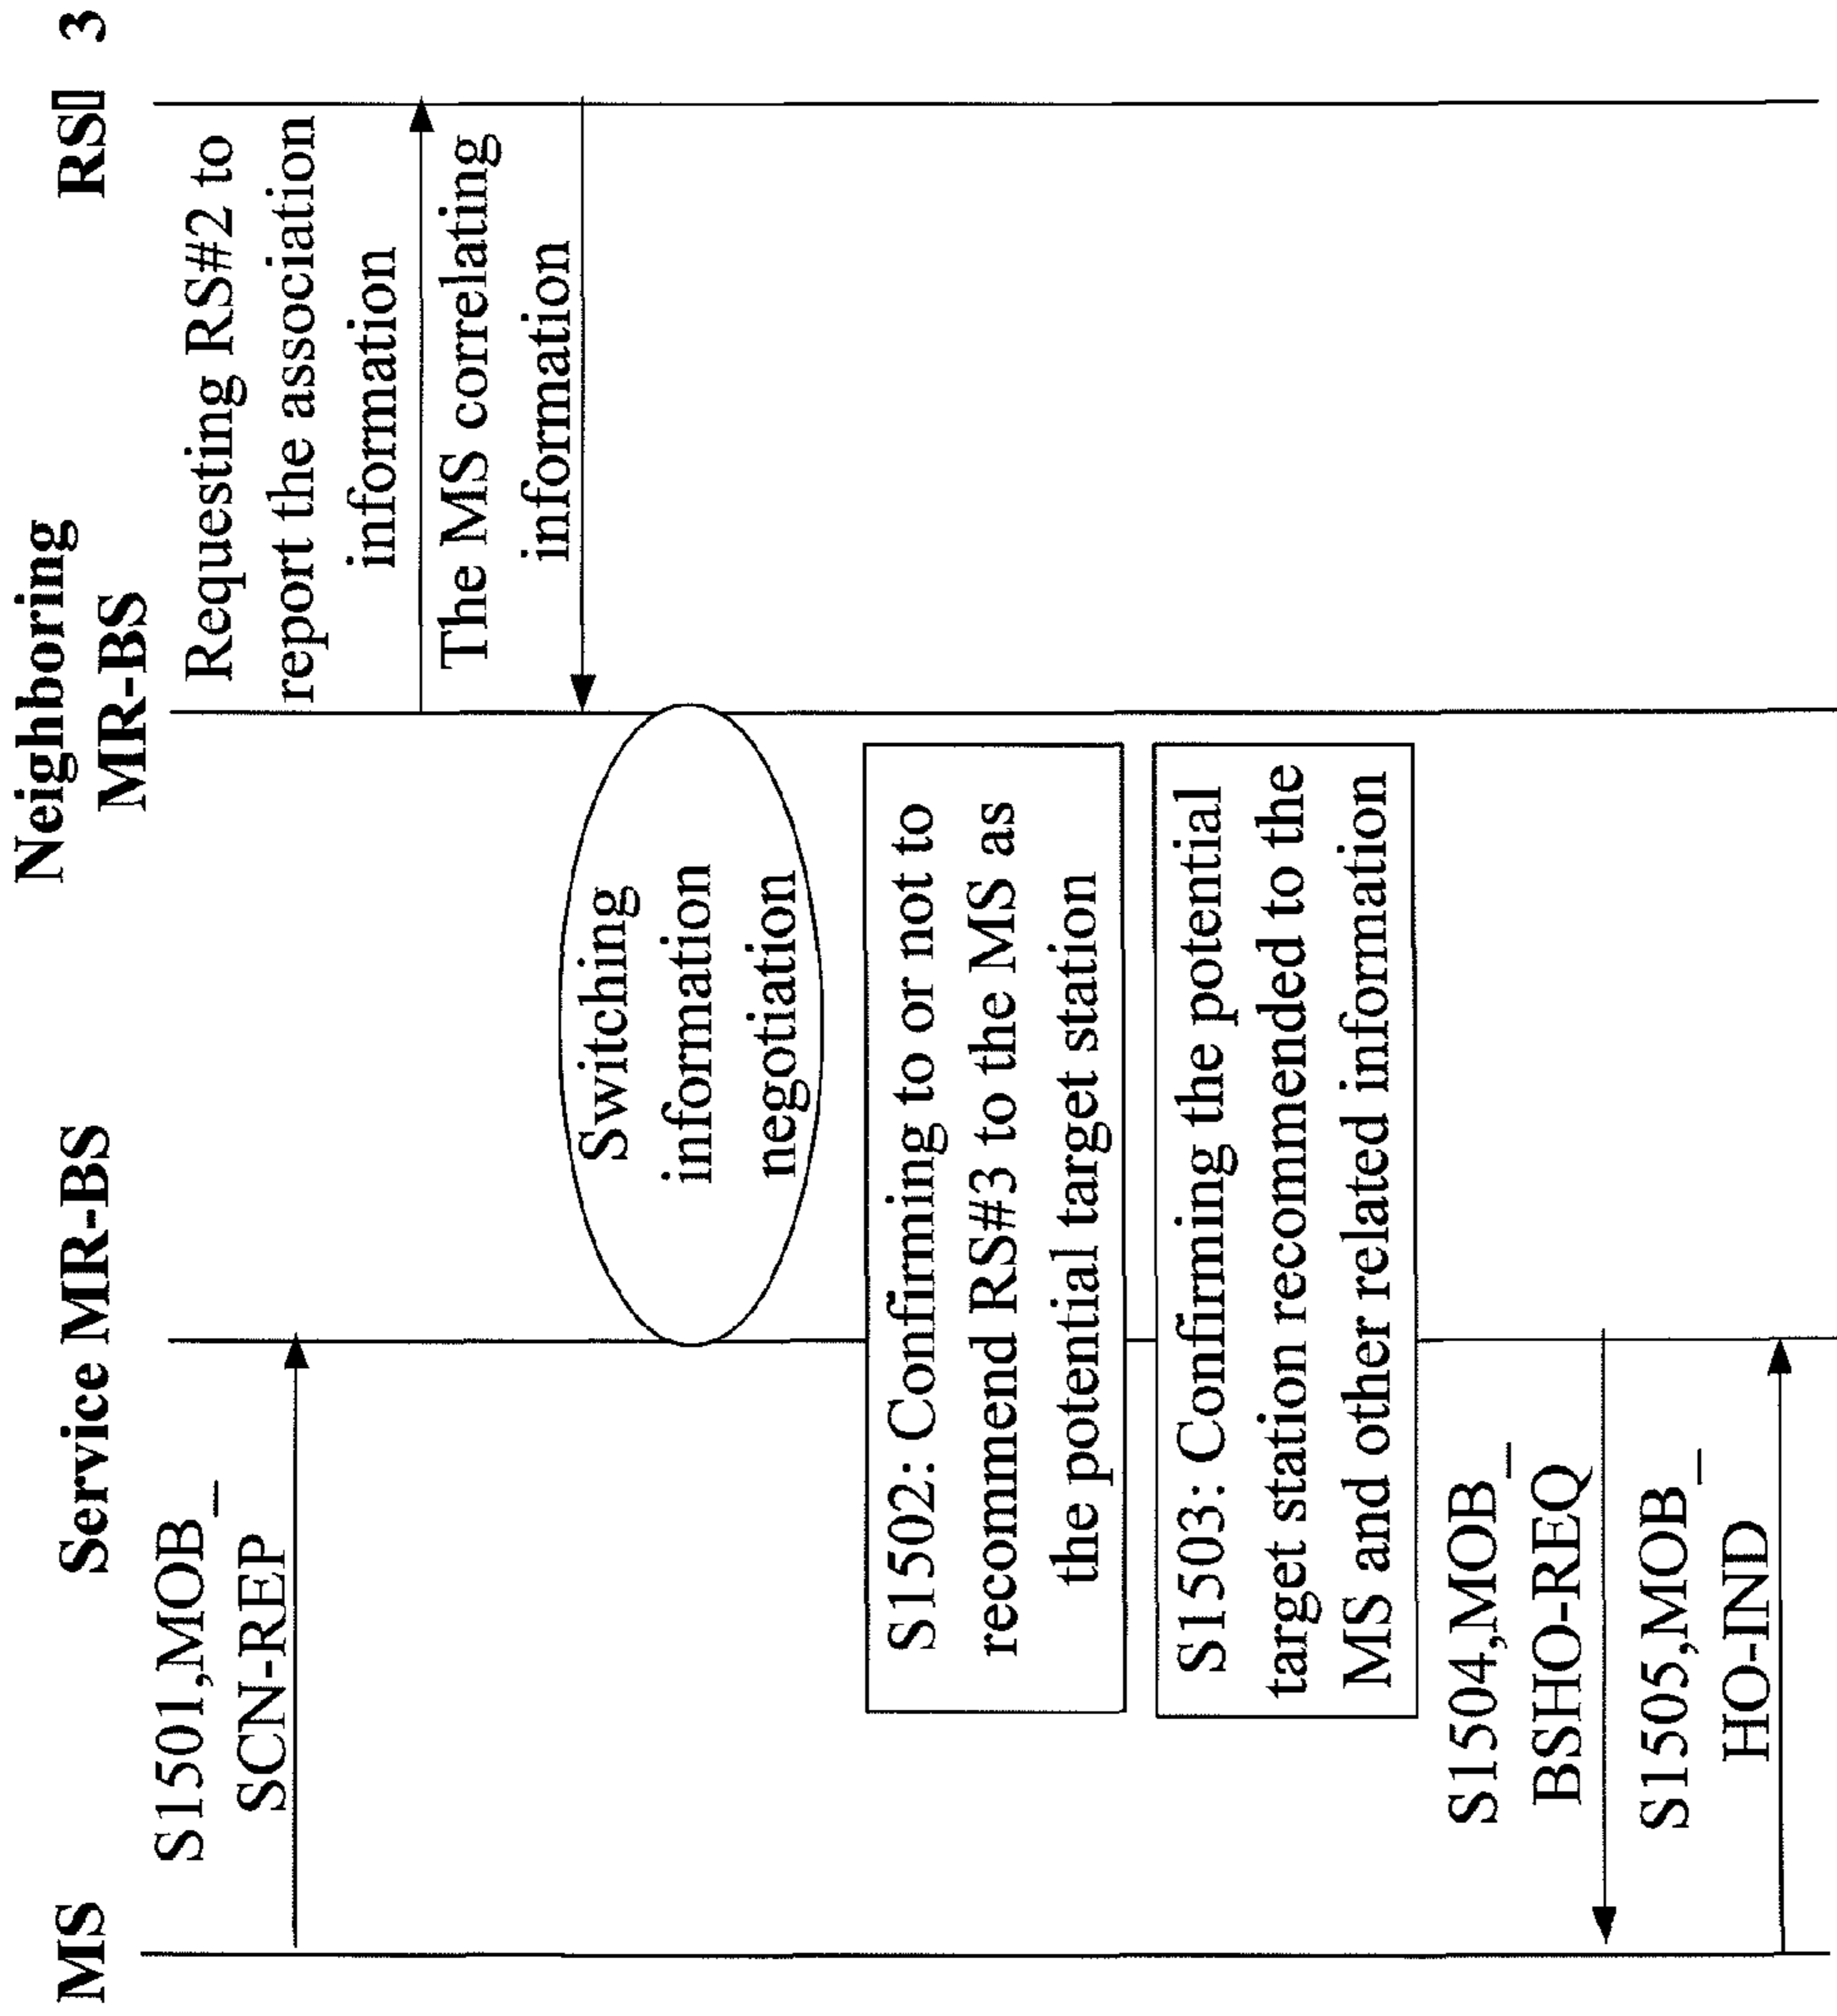 MS
Service MR-BS
Neighboring
MR-BS
RS▯ 3
S1501,MOB_
SCN-REP
Requesting RS#2 to
report the association
information
The MS correlating
information
Switching
information
negotiation
S1502: Confirming to or not to
recommend RS#3 to the MS as
the potential target station
S1503: Confirming the potential
target station recommended to the
MS and other related information
S1504,MOB_
BSHO-REQ
S1505,MOB_
HO-IND